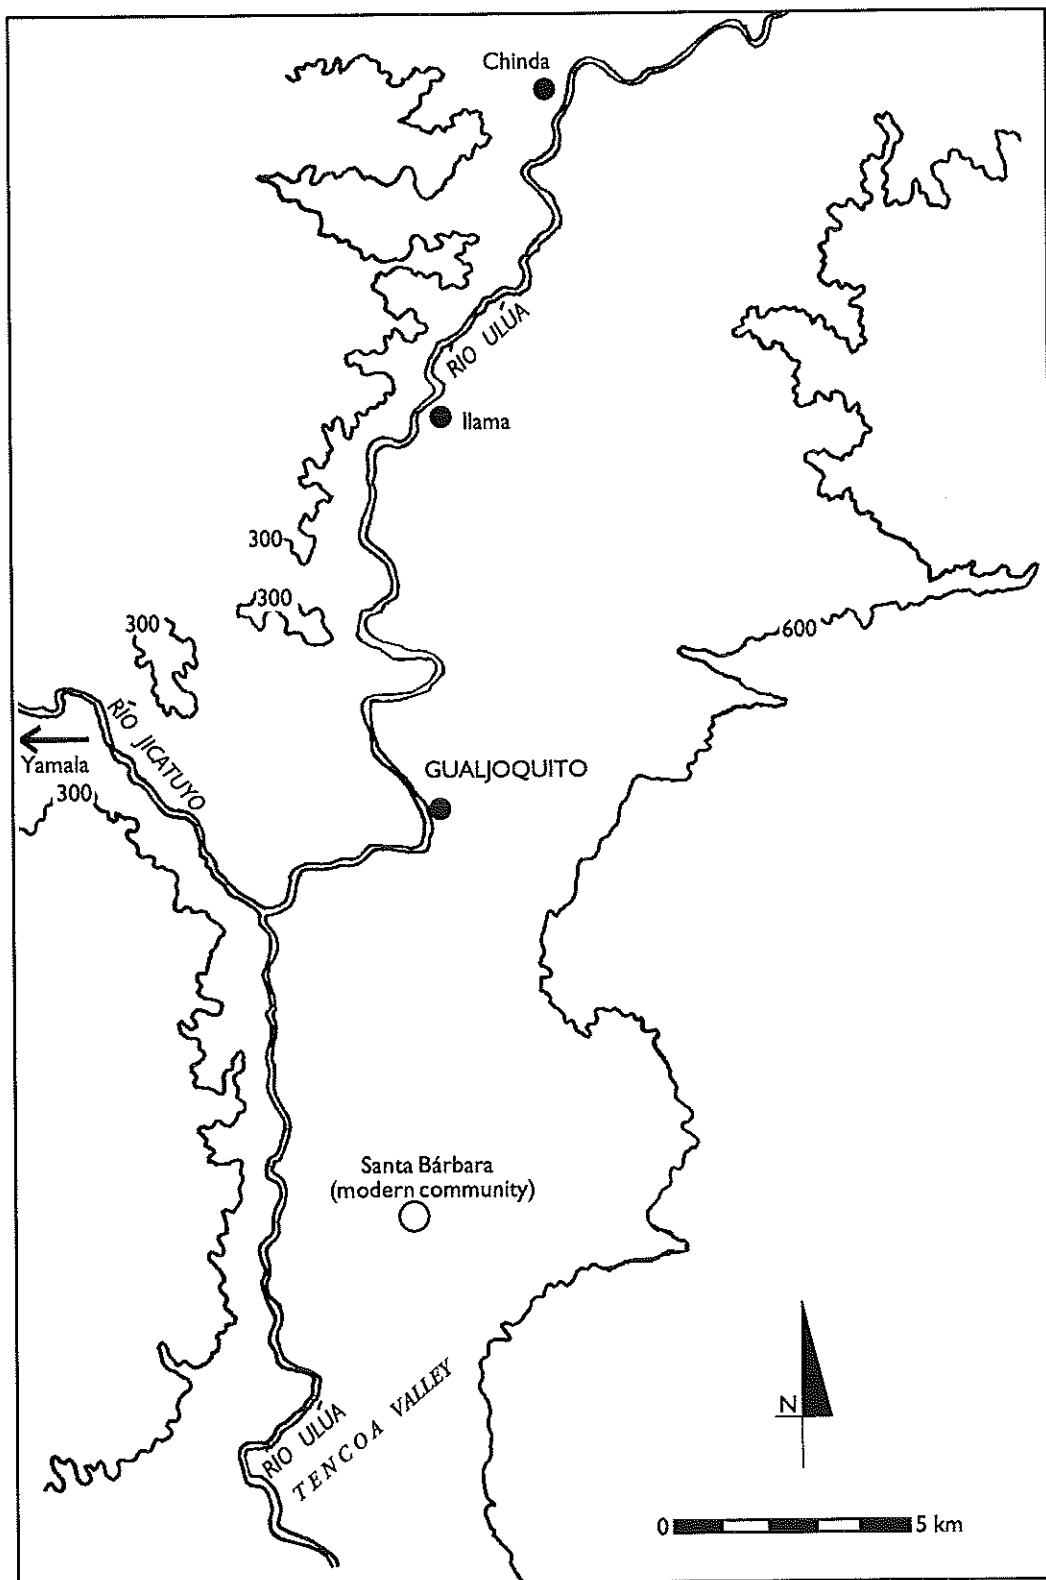 Chinda
RÍO ULÚA
Ilama
300
300
300
600
RÍO JICATUYO
Yamala
300
GUALJOQUITO
Santa Bárbara
(modern community)
RÍO ULÚA
TENCOA VALLEY
N
0 5 km